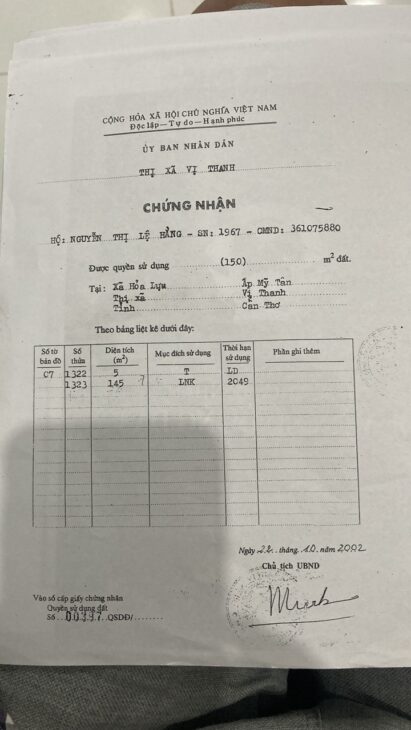 CỘNG HÒA XÃ HỘI CHỦ NGHĨA VIỆT NAM
Độc lập — Tự do — Hạnh phúc
ỦY BAN NHÂN DÂN
THỊ XÃ VỊ THANH
CHỨNG NHẬN
HỘ: NGUYỄN THỊ LỆ HẰNG - SN: 1967 - CMND: 361075880
Được quyền sử dụng (150) m² đất.
Tại: Xã Hỏa Lựu Ấp Mỹ Tân
Thị xã Vị Thanh
Tỉnh Cần Thơ
Theo bảng liệt kê dưới đây:
Số tờ bản đồ Số thửa Diện tích (m²) Mục đích sử dụng Thời hạn sử dụng Phần ghi thêm
C7 1322 5 T LD
1323 145 LNK 2049
Ngày 22 tháng 10 năm 2002
Chủ tịch UBND
Vào sổ cấp giấy chứng nhận
Quyền sử dụng đất
Số 00397 QSDĐ/